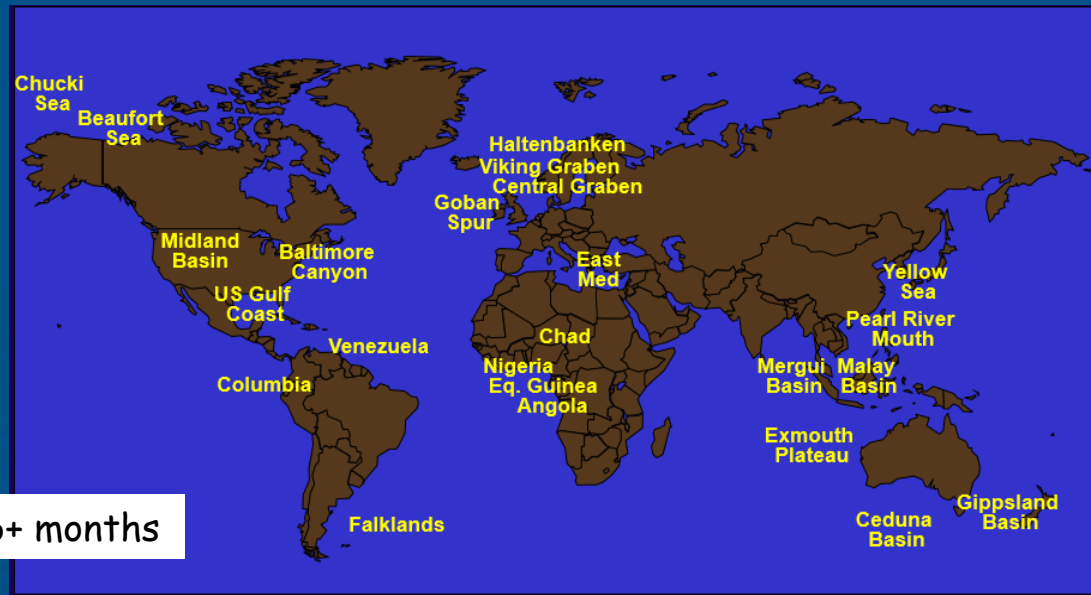 Chucki
Sea
Beaufort
Sea
Haltenbanken
Viking Graben
Central Graben
Goban
Spur
Midland
Basin
Baltimore
Canyon
East
Med
Yellow
Sea
US Gulf
Coast
Pearl River
Mouth
Chad
Venezuela
Nigeria
Eq. Guinea
Angola
Mergui
Basin
Malay
Basin
Columbia
Exmouth
Plateau
Gippsland
Basin
Ceduna
Basin
Falklands
+ months